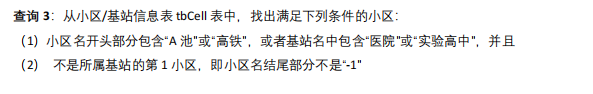 查询 3：从小区/基站信息表 tbCell 表中，找出满足下列条件的小区：
（1）小区名开头部分包含“A 池”或“高铁”，或者基站名中包含“医院”或“实验高中”，并且
（2） 不是所属基站的第 1 小区，即小区名结尾部分不是“-1”